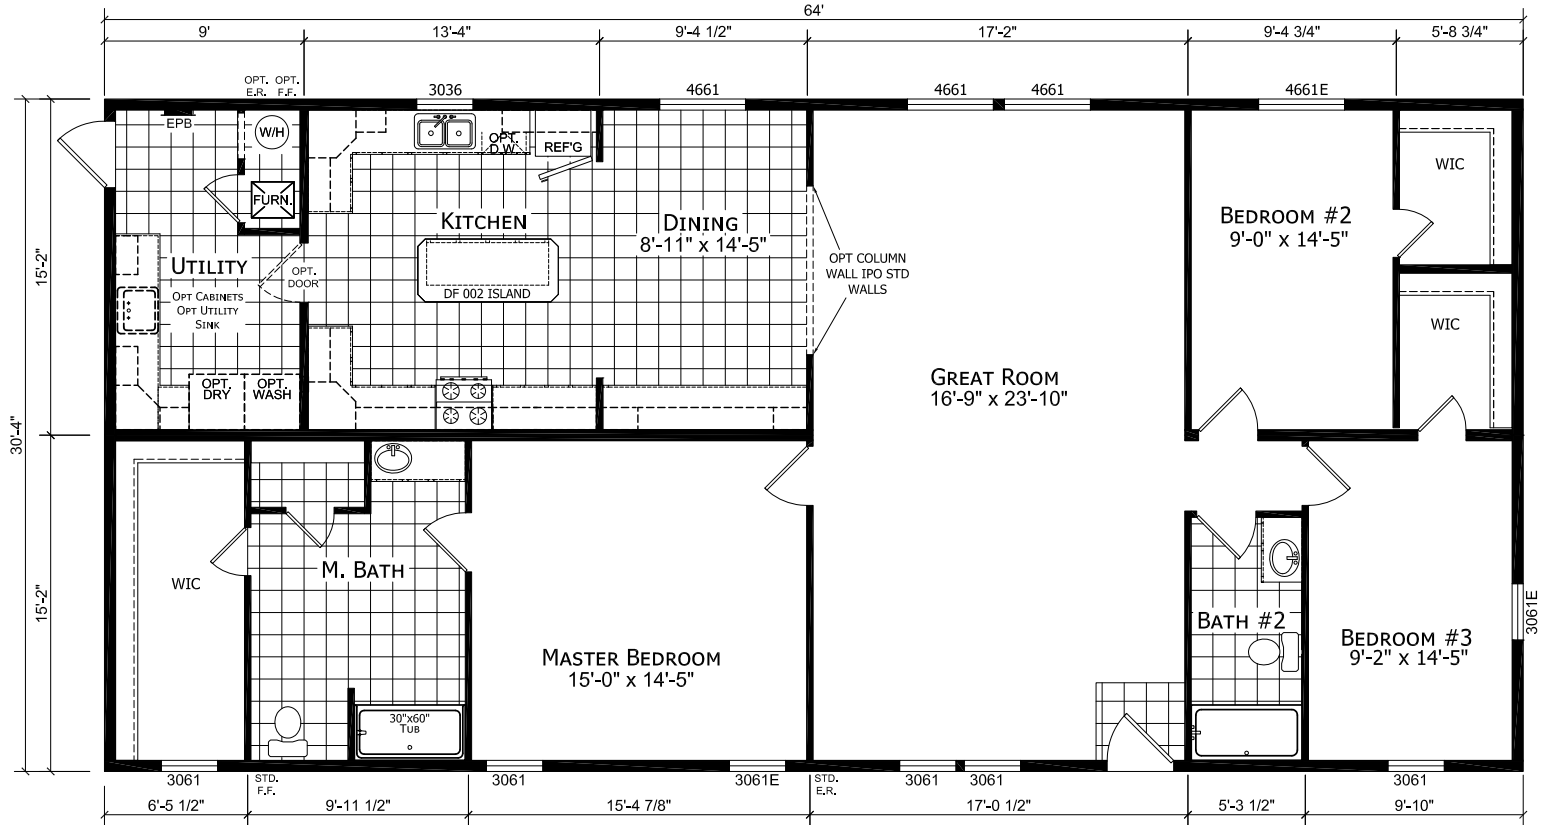 64'
9'
13'-4"
9'-4 1/2"
17'-2"
9'-4 3/4"
5'-8 3/4"
OPT. OPT.
E.R. F.F.
3036
4661
4661
4661
4661E
EPB
W/H
OPT.
D.W.
REF'G
WIC
FURN.
KITCHEN
DINING
8'-11" x 14'-5"
BEDROOM #2
9'-0" x 14'-5"
15'-2"
UTILITY
OPT.
DOOR
OPT CABINETS
OPT UTILITY
SINK
DF 002 ISLAND
OPT COLUMN
WALL IPO STD
WALLS
WIC
OPT.
DRY
OPT.
WASH
GREAT ROOM
16'-9" x 23'-10"
30'-4"
15'-2"
WIC
M. BATH
3061E
BATH #2
BEDROOM #3
9'-2" x 14'-5"
MASTER BEDROOM
15'-0" x 14'-5"
30"x60"
TUB
3061
STD.
F.F.
3061
3061E
STD.
E.R.
3061
3061
3061
6'-5 1/2"
9'-11 1/2"
15'-4 7/8"
17'-0 1/2"
5'-3 1/2"
9'-10"